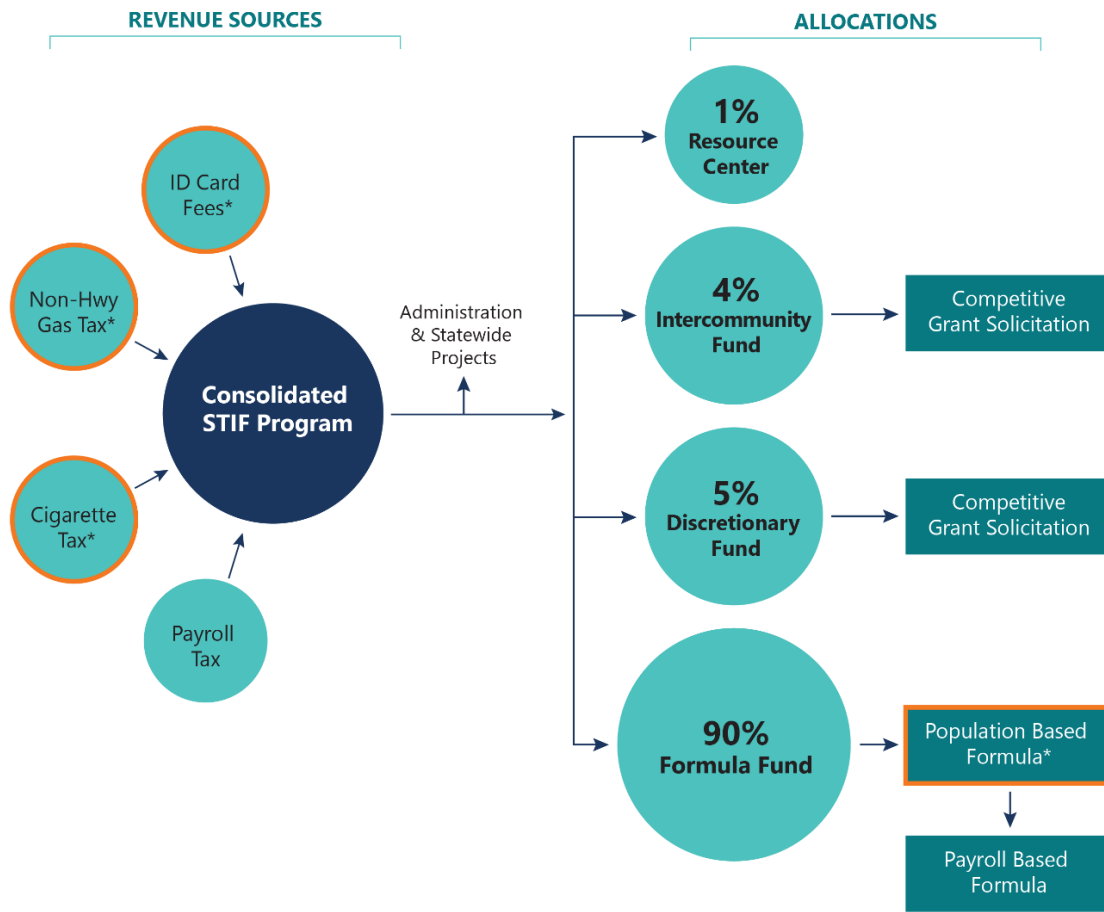 REVENUE SOURCES
ALLOCATIONS
ID Card
Fees*
Non-Hwy
Gas Tax*
Cigarette
Tax*
Payroll
Tax
Consolidated
STIF Program
Administration
& Statewide
Projects
1%
Resource
Center
4%
Intercommunity
Fund
Competitive
Grant Solicitation
5%
Discretionary
Fund
Competitive
Grant Solicitation
90%
Formula Fund
Population Based
Formula*
Payroll Based
Formula